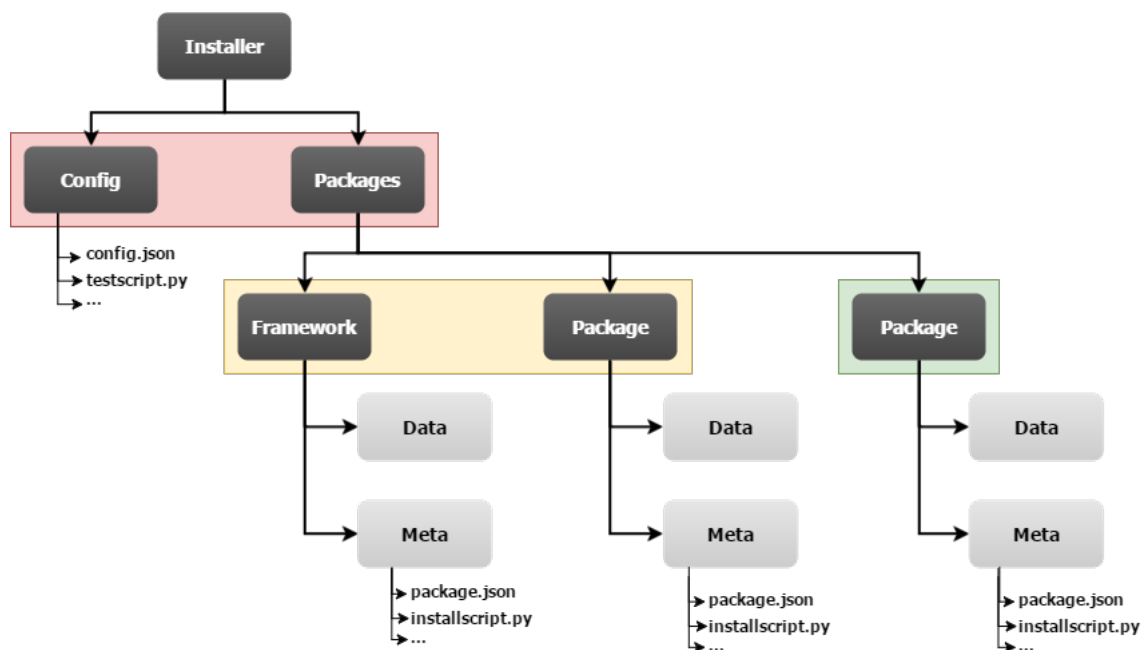 Installer
Config
Packages
config.json
testscript.py
...
Framework
Package
Package
Data
Data
Data
Meta
Meta
Meta
package.json
installscript.py
...
package.json
installscript.py
...
package.json
installscript.py
...